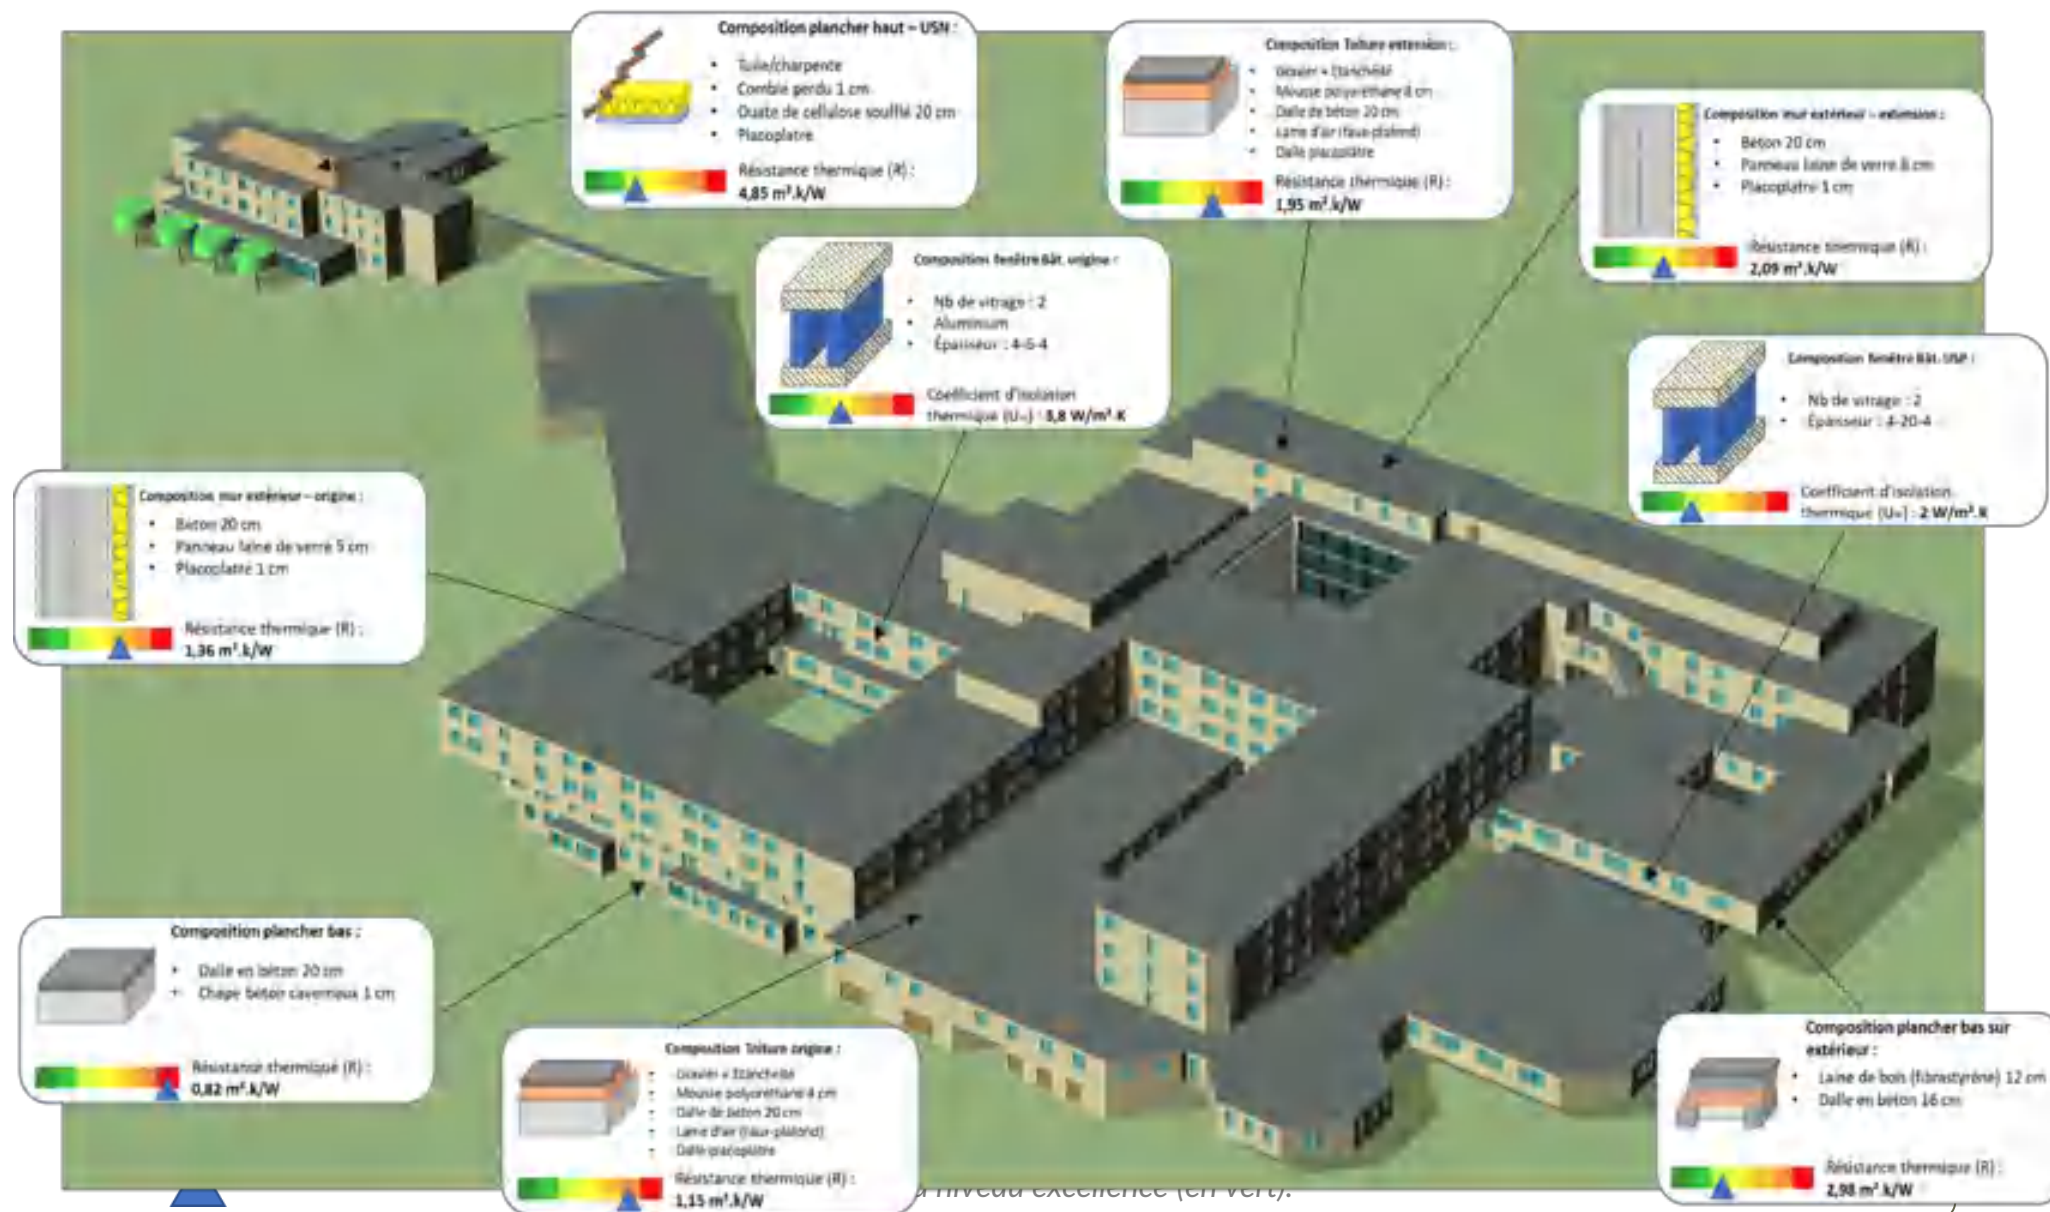 Composition plancher haut – USN :
• Tuile/charpente
• Comble perdu 1 cm
• Ouate de cellulose soufflé 20 cm
• Placoplatre
Résistance thermique (R) :
4,85 m².k/W
Composition Toiture extension :
• Gravier + Etanchéité
• Mousse polyuréthane 8 cm
• Dalle de béton 20 cm
• Lame d'air (faux-plafond)
• Dalle placoplâtre
Résistance thermique (R) :
1,95 m².k/W
Composition mur extérieur – extension :
• Béton 20 cm
• Panneau laine de verre 8 cm
• Placoplatre 1 cm
Résistance thermique (R) :
2,09 m².k/W
Composition fenêtre Bât. origine :
• Nb de vitrage : 2
• Aluminium
• Épaisseur : 4-6-4
Coefficient d'isolation
thermique (Uw) : 3,8 W/m².K
Composition fenêtre Bât. USP :
• Nb de vitrage : 2
• Épaisseur : 4-20-4
Coefficient d'isolation
thermique (Uw) : 2 W/m².K
Composition mur extérieur – origine :
• Béton 20 cm
• Panneau laine de verre 5 cm
• Placoplatre 1 cm
Résistance thermique (R) :
1,36 m².k/W
Composition plancher bas :
• Dalle en béton 20 cm
• Chape béton caverneux 1 cm
Résistance thermique (R) :
0,82 m².k/W
Composition Toiture origine :
• Gravier + Etanchéité
• Mousse polyuréthane 4 cm
• Dalle de béton 20 cm
• Lame d'air (faux-plafond)
• Dalle placoplâtre
Résistance thermique (R) :
1,15 m².k/W
Composition plancher bas sur
extérieur :
• Laine de bois (fibrastyrène) 12 cm
• Dalle en béton 16 cm
Résistance thermique (R) :
2,98 m².k/W
niveau excellence (en vert).